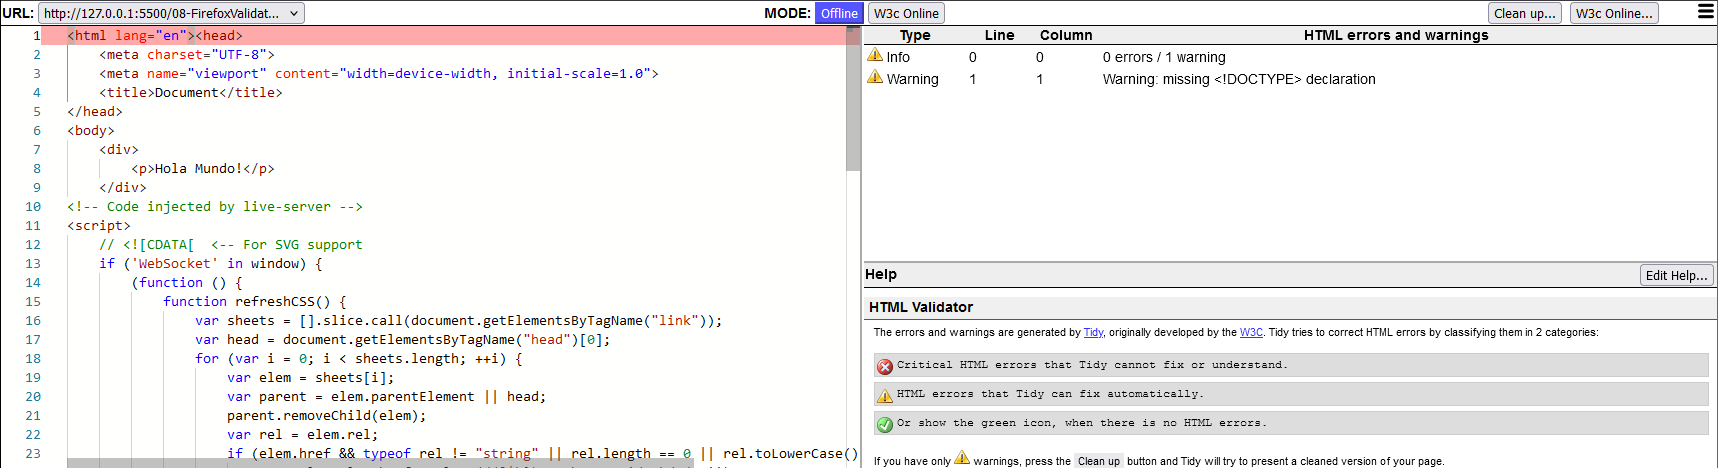 URL: http://127.0.0.1:5500/08-FirefoxValidat... MODE: Offline W3c Online Clean up... W3c Online...
1 <html lang="en"><head>
2 <meta charset="UTF-8">
3 <meta name="viewport" content="width=device-width, initial-scale=1.0">
4 <title>Document</title>
5 </head>
6 <body>
7 <div>
8 <p>Hola Mundo!</p>
9 </div>
10 <!-- Code injected by live-server -->
11 <script>
12 // <![CDATA[  <-- For SVG support
13 if ('WebSocket' in window) {
14 (function () {
15 function refreshCSS() {
16 var sheets = [].slice.call(document.getElementsByTagName("link"));
17 var head = document.getElementsByTagName("head")[0];
18 for (var i = 0; i < sheets.length; ++i) {
19 var elem = sheets[i];
20 var parent = elem.parentElement || head;
21 parent.removeChild(elem);
22 var rel = elem.rel;
23 if (elem.href && typeof rel != "string" || rel.length == 0 || rel.toLowerCase()
Type Line Column HTML errors and warnings
Info 0 0 0 errors / 1 warning
Warning 1 1 Warning: missing <!DOCTYPE> declaration
Help Edit Help...
HTML Validator
The errors and warnings are generated by Tidy, originally developed by the W3C. Tidy tries to correct HTML errors by classifying them in 2 categories:
Critical HTML errors that Tidy cannot fix or understand.
HTML errors that Tidy can fix automatically.
Or show the green icon, when there is no HTML errors.
If you have only warnings, press the Clean up button and Tidy will try to present a cleaned version of your page.